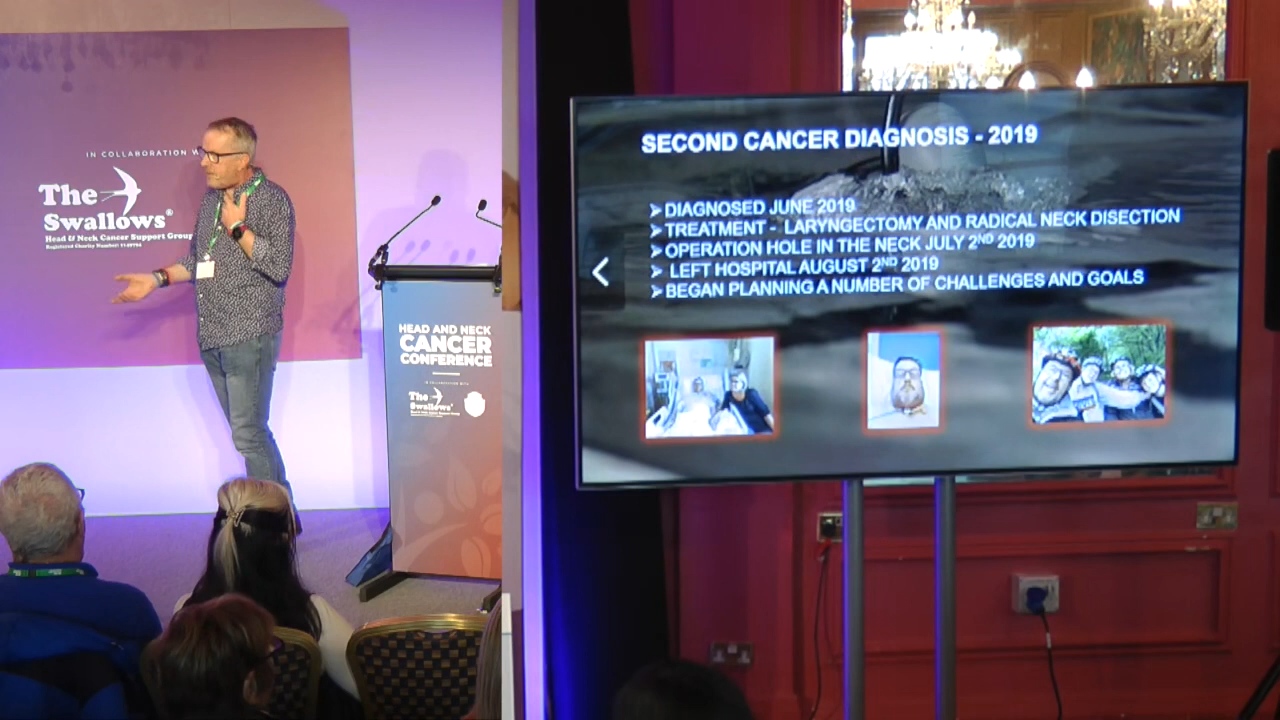 IN COLLABORATION W
The
Swallows®
Head & Neck Cancer Support Group
HEAD AND NECK
CANCER
CONFERENCE
IN COLLABORATION WITH
The
Swallows
SECOND CANCER DIAGNOSIS - 2019
➢DIAGNOSED JUNE 2019
➢TREATMENT - LARYNGECTOMY AND RADICAL NECK DISECTION
➢OPERATION HOLE IN THE NECK JULY 2ND 2019
➢ LEFT HOSPITAL AUGUST 2ND 2019
➢BEGAN PLANNING A NUMBER OF CHALLENGES AND GOALS